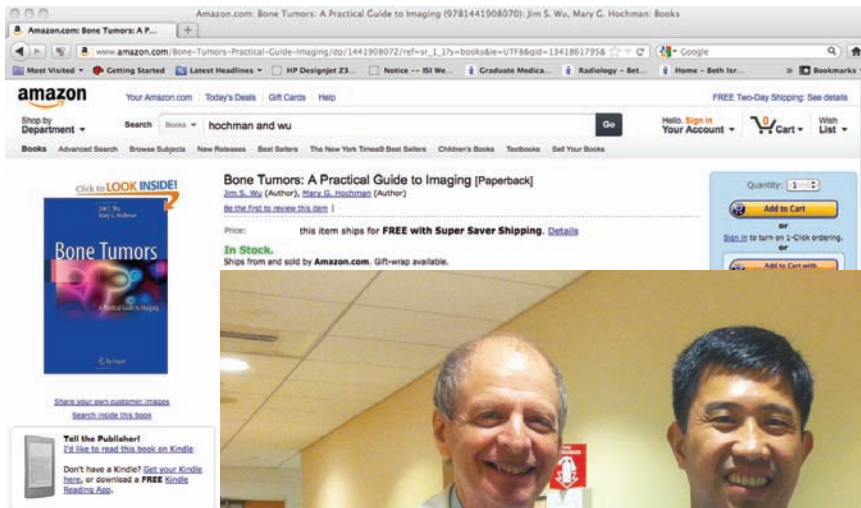 Amazon.com: Bone Tumors: A Practical Guide to Imaging (9781441908070): Jim S. Wu, Mary G. Hochman: Books
Amazon.com: Bone Tumors: A P...
www.amazon.com/Bone-Tumors-Practical-Guide-Imaging/dp/1441908072/ref=sr_1_1?s=books&ie=UTF8&qid=1341861795&
Google
Most Visited Getting Started Latest Headlines HP Designjet Z3... Notice -- ISI We... Graduate Medica... Radiology - Bet... Home - Beth Isr... » Bookmarks
amazon Your Amazon.com Today's Deals Gift Cards Help FREE Two-Day Shipping: See details
Shop by
Department
Search Books hochman and wu Go
Hello. Sign in
Your Account
0
Cart
Wish
List
Books Advanced Search Browse Subjects New Releases Best Sellers The New York Times® Best Sellers Children's Books Textbooks Sell Your Books
Click to LOOK INSIDE!
Jim S. Wu
Mary G. Hochman
Bone Tumors
A Practical Guide to Imaging
Springer
Share your own customer images
Search inside this book
Tell the Publisher!
I'd like to read this book on Kindle
Don't have a Kindle? Get your Kindle
here, or download a FREE Kindle
Reading App.
Bone Tumors: A Practical Guide to Imaging [Paperback]
Jim S. Wu (Author), Mary G. Hochman (Author)
Be the first to review this item |
Price: this item ships for FREE with Super Saver Shipping. Details
In Stock.
Ships from and sold by Amazon.com. Gift-wrap available.
Quantity: 1
Add to Cart
or
Sign in to turn on 1-Click ordering.
or
Add to Cart with